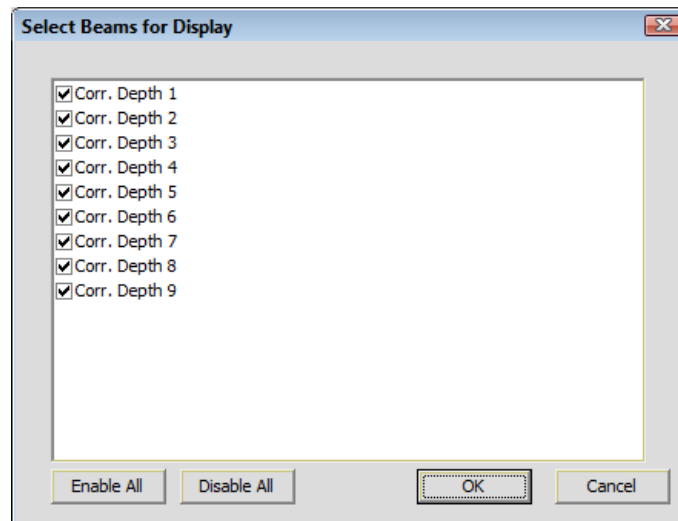 Select Beams for Display
Corr. Depth 1
Corr. Depth 2
Corr. Depth 3
Corr. Depth 4
Corr. Depth 5
Corr. Depth 6
Corr. Depth 7
Corr. Depth 8
Corr. Depth 9
Enable All Disable All OK Cancel